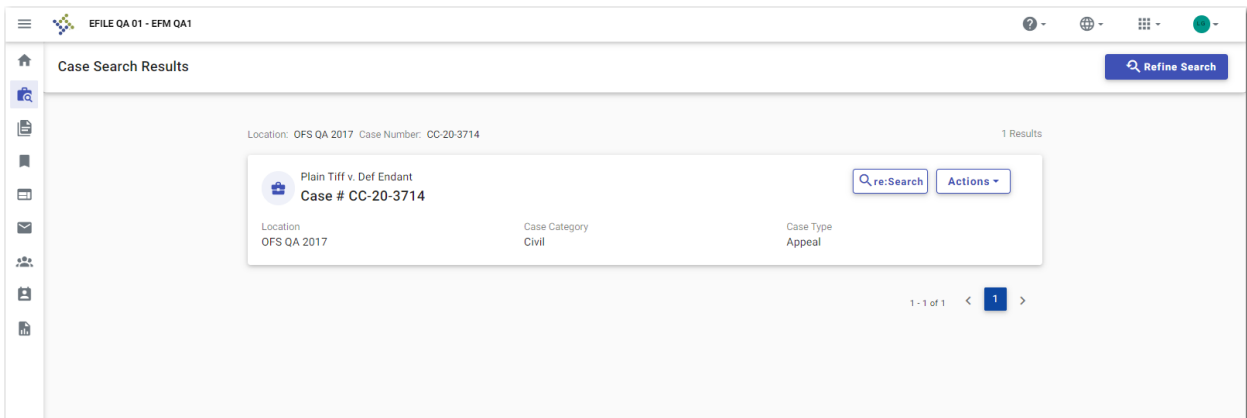 EFILE QA 01 - EFM QA1
Case Search Results
Refine Search
Location: OFS QA 2017 Case Number: CC-20-3714
1 Results
Plain Tiff v. Def Endant
Case # CC-20-3714
re:Search
Actions
Location
OFS QA 2017
Case Category
Civil
Case Type
Appeal
1 - 1 of 1
1